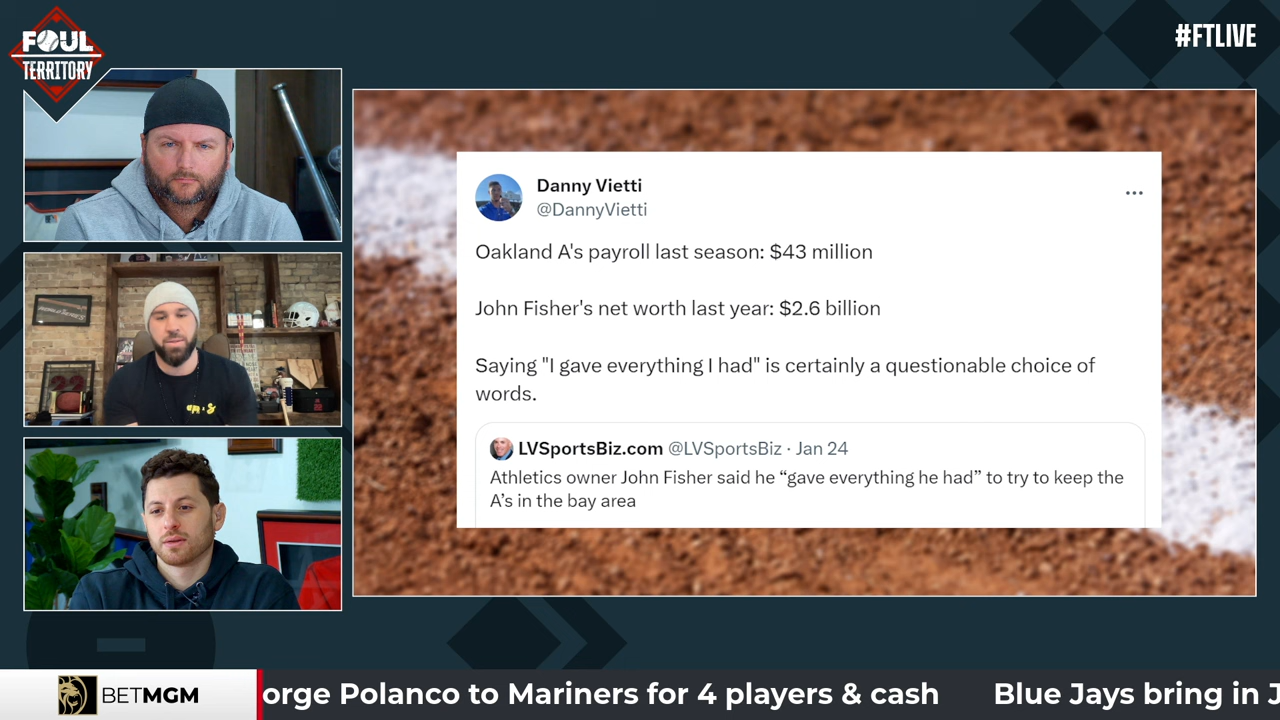 FOUL
TERRITORY
#FTLIVE
Danny Vietti
@DannyVietti
Oakland A's payroll last season: $43 million
John Fisher's net worth last year: $2.6 billion
Saying "I gave everything I had" is certainly a questionable choice of
words.
LVSportsBiz.com @LVSportsBiz · Jan 24
Athletics owner John Fisher said he “gave everything he had” to try to keep the
A’s in the bay area
BETMGM
orge Polanco to Mariners for 4 players & cash Blue Jays bring in J